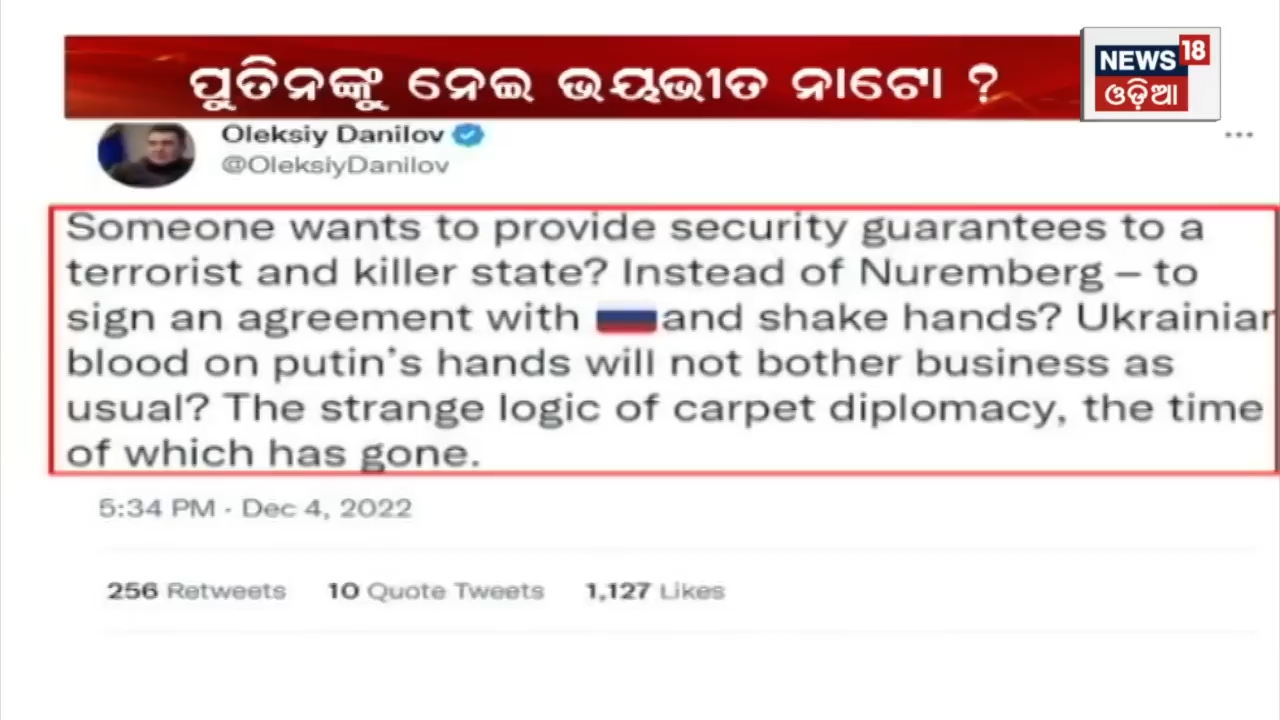 ପୁତିନଙ୍କୁ ନେଇ ଭୟଭୀତ ନାଟୋ ?
NEWS 18
ଓଡ଼ିଆ
Oleksiy Danilov
@OleksiyDanilov
Someone wants to provide security guarantees to a
terrorist and killer state? Instead of Nuremberg – to
sign an agreement with 🇷🇺and shake hands? Ukrainian
blood on putin's hands will not bother business as
usual? The strange logic of carpet diplomacy, the time
of which has gone.
5:34 PM · Dec 4, 2022
256 Retweets 10 Quote Tweets 1,127 Likes